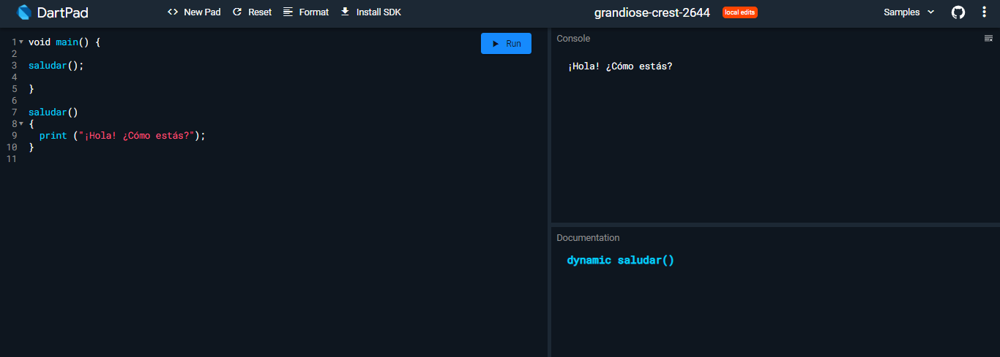 DartPad
New Pad
Reset
Format
Install SDK
grandiose-crest-2644
local edits
Samples
1 void main() {
2
3 saludar();
4
5 }
6
7 saludar()
8 {
9 print ("¡Hola! ¿Cómo estás?");
10 }
11
Run
Console
¡Hola! ¿Cómo estás?
Documentation
dynamic saludar()